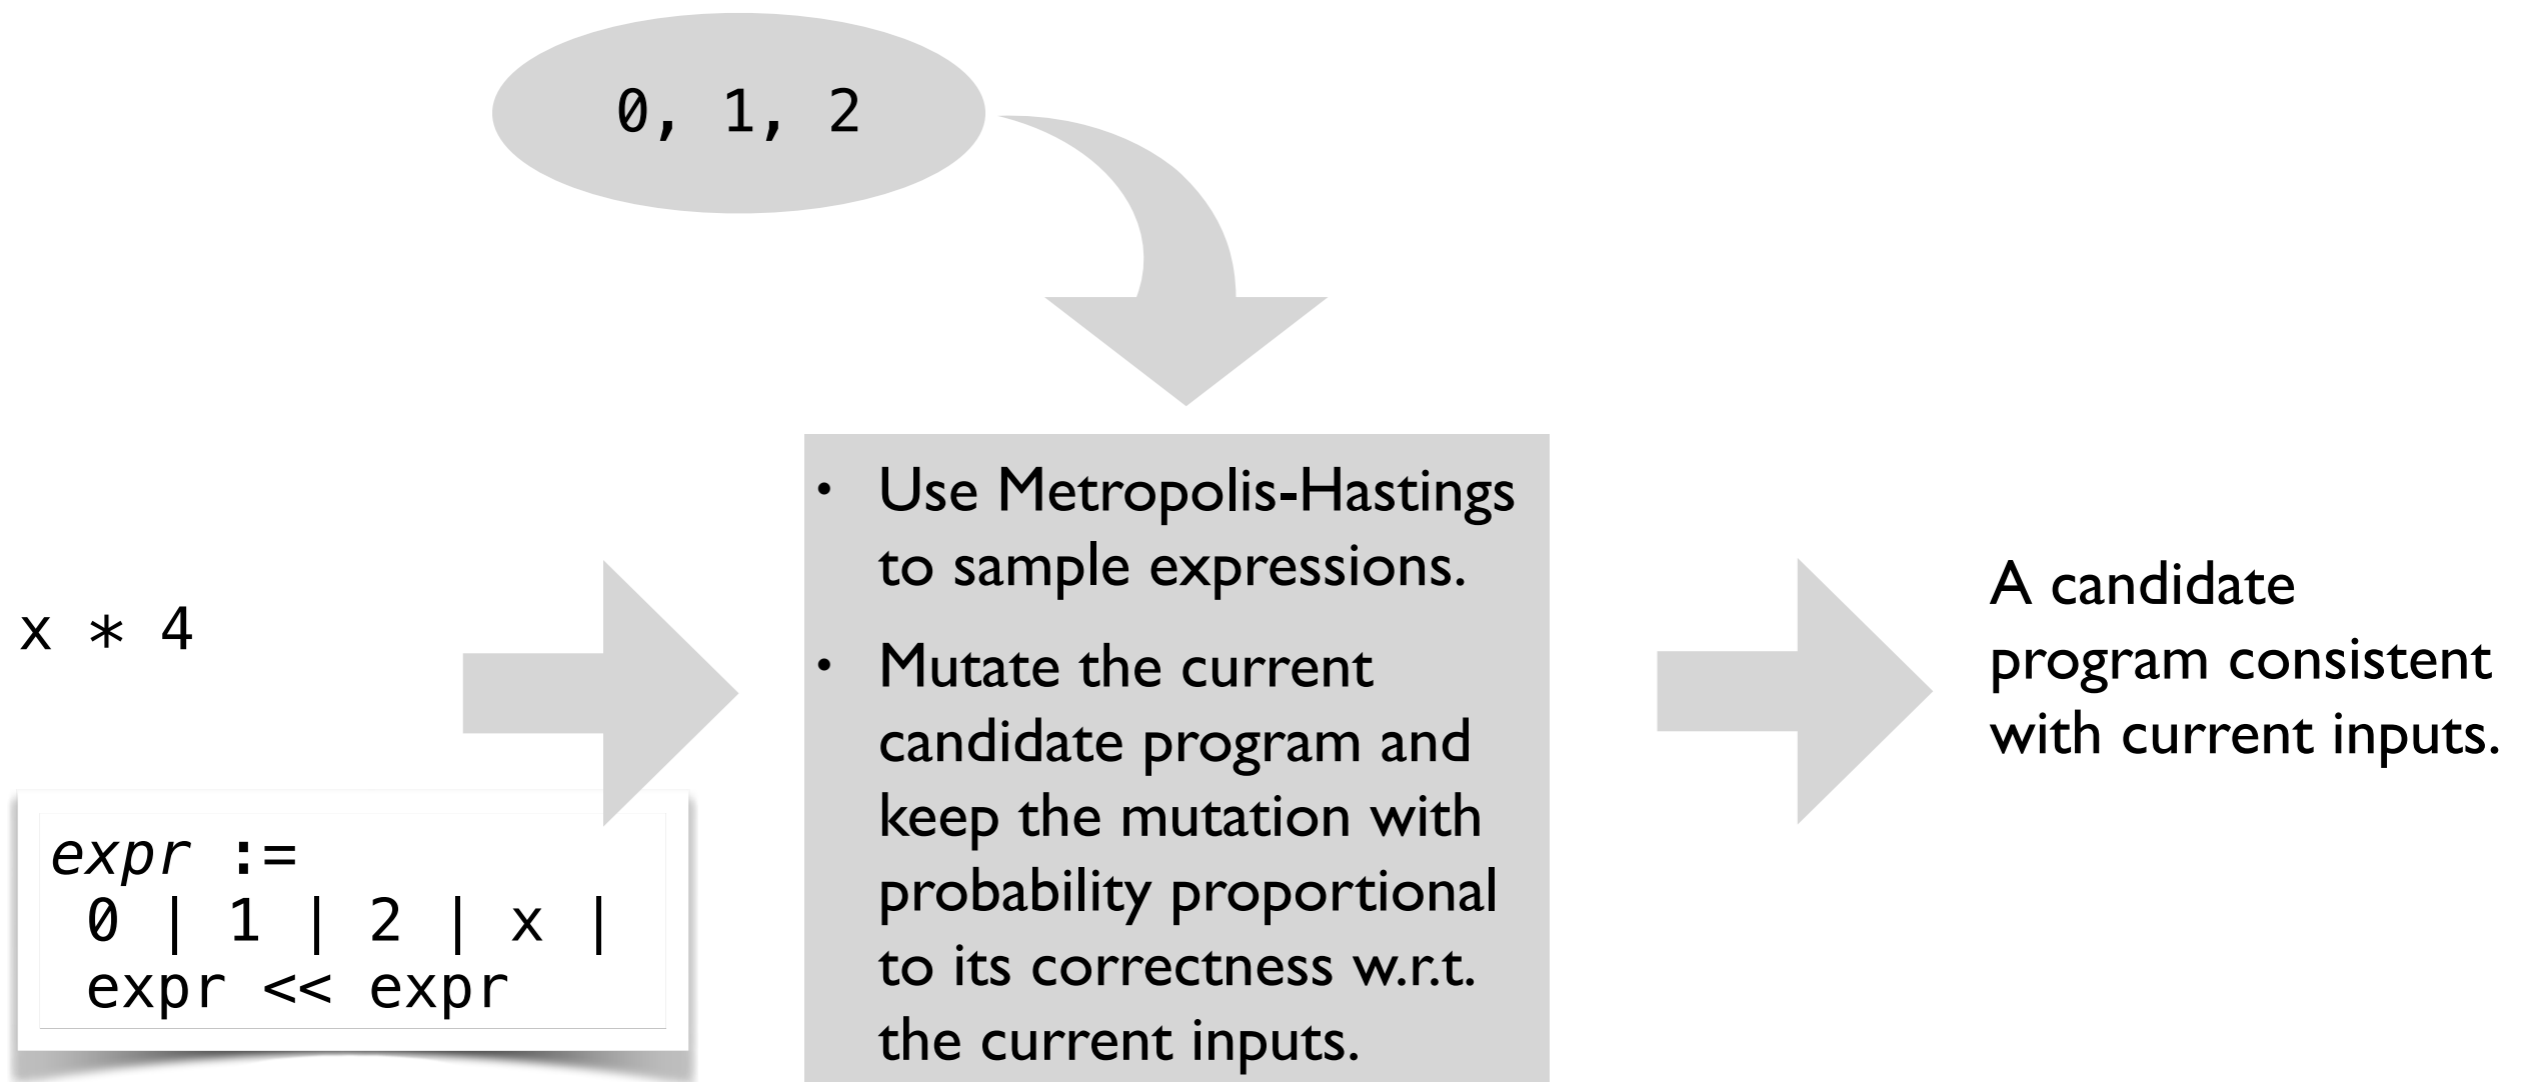 0, 1, 2
x * 4
expr :=
0 | 1 | 2 | x |
expr << expr
• Use Metropolis-Hastings
to sample expressions.
• Mutate the current
candidate program and
keep the mutation with
probability proportional
to its correctness w.r.t.
the current inputs.
A candidate
program consistent
with current inputs.